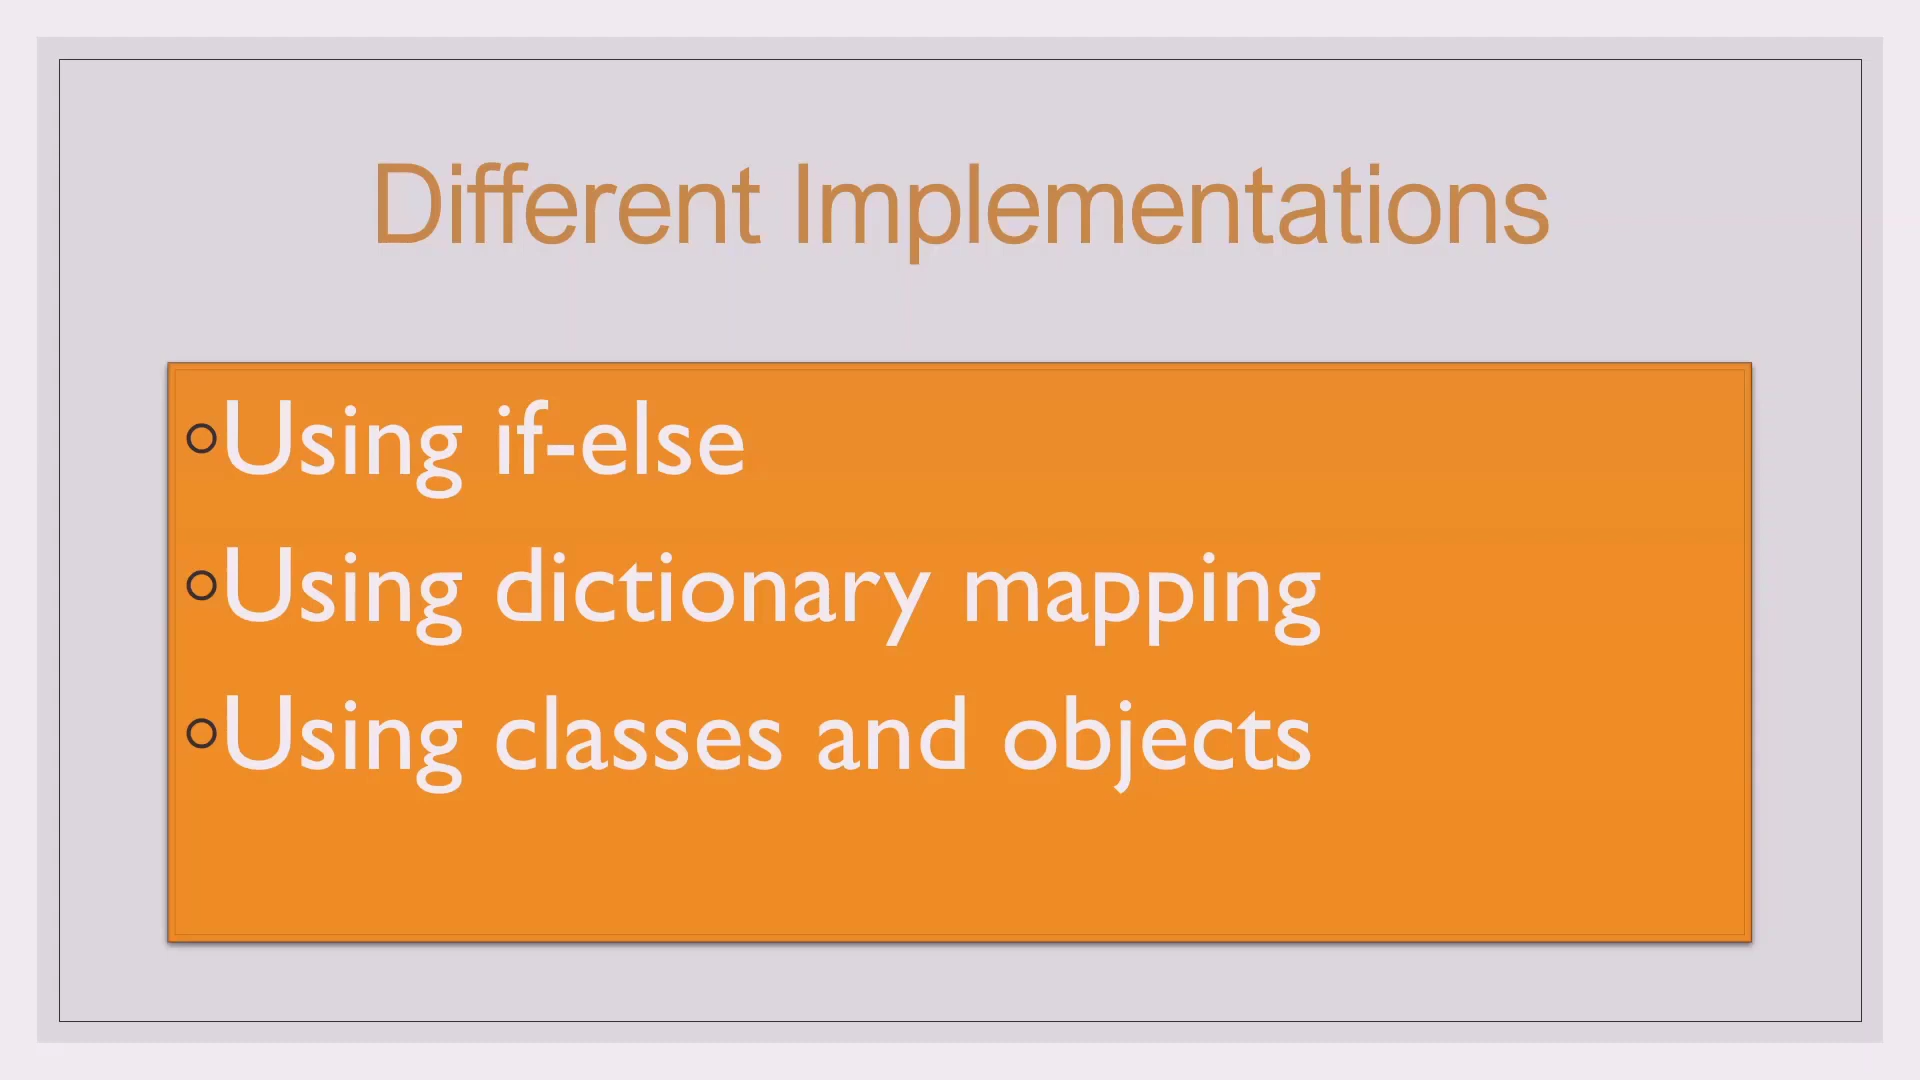 Different Implementations
Using if-else
Using dictionary mapping
Using classes and objects